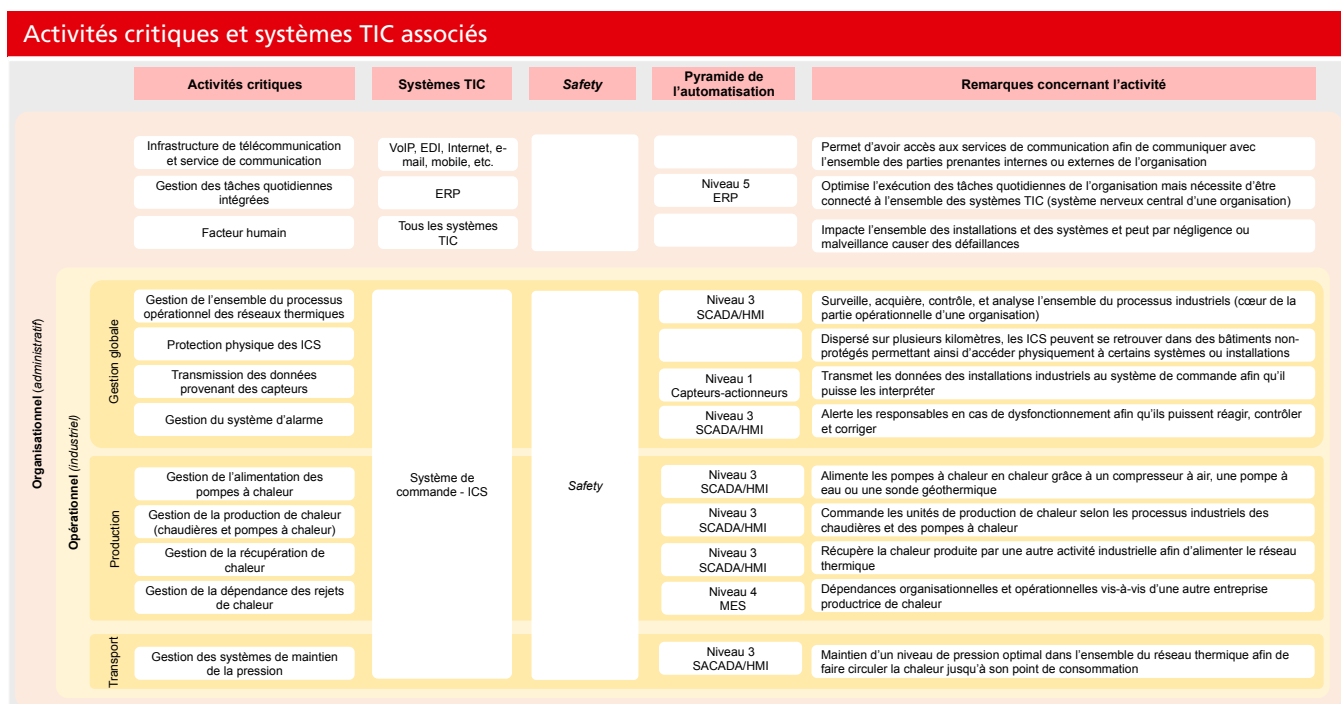 Activités critiques et systèmes TIC associés
Activités critiques
Systèmes TIC
Safety
Pyramide de
l'automatisation
Remarques concernant l'activité
Organisationnel (administratif)
Infrastructure de télécommunication
et service de communication
VoIP, EDI, Internet, e-
mail, mobile, etc.
Permet d'avoir accès aux services de communication afin de communiquer avec
l'ensemble des parties prenantes internes ou externes de l'organisation
Gestion des tâches quotidiennes
intégrées
ERP
Niveau 5
ERP
Optimise l'exécution des tâches quotidiennes de l'organisation mais nécessite d'être
connecté à l'ensemble des systèmes TIC (système nerveux central d'une organisation)
Facteur humain
Tous les systèmes
TIC
Impacte l'ensemble des installations et des systèmes et peut par négligence ou
malveillance causer des défaillances
Opérationnel (industriel)
Gestion globale
Gestion de l'ensemble du processus
opérationnel des réseaux thermiques
Niveau 3
SCADA/HMI
Surveille, acquière, contrôle, et analyse l'ensemble du processus industriels (cœur de la
partie opérationnelle d'une organisation)
Protection physique des ICS
Dispersé sur plusieurs kilomètres, les ICS peuvent se retrouver dans des bâtiments non-
protégés permettant ainsi d'accéder physiquement à certains systèmes ou installations
Transmission des données
provenant des capteurs
Niveau 1
Capteurs-actionneurs
Transmet les données des installations industriels au système de commande afin qu'il
puisse les interpréter
Gestion du système d'alarme
Niveau 3
SCADA/HMI
Alerte les responsables en cas de dysfonctionnement afin qu'ils puissent réagir, contrôler
et corriger
Système de
commande - ICS
Safety
Production
Gestion de l'alimentation des
pompes à chaleur
Niveau 3
SCADA/HMI
Alimente les pompes à chaleur en chaleur grâce à un compresseur à air, une pompe à
eau ou une sonde géothermique
Gestion de la production de chaleur
(chaudières et pompes à chaleur)
Niveau 3
SCADA/HMI
Commande les unités de production de chaleur selon les processus industriels des
chaudières et des pompes à chaleur
Gestion de la récupération de
chaleur
Niveau 3
SCADA/HMI
Récupère la chaleur produite par une autre activité industrielle afin d'alimenter le réseau
thermique
Gestion de la dépendance des rejets
de chaleur
Niveau 4
MES
Dépendances organisationnelles et opérationnelles vis-à-vis d'une autre entreprise
productrice de chaleur
Transport
Gestion des systèmes de maintien
de la pression
Niveau 3
SACADA/HMI
Maintien d'un niveau de pression optimal dans l'ensemble du réseau thermique afin de
faire circuler la chaleur jusqu'à son point de consommation